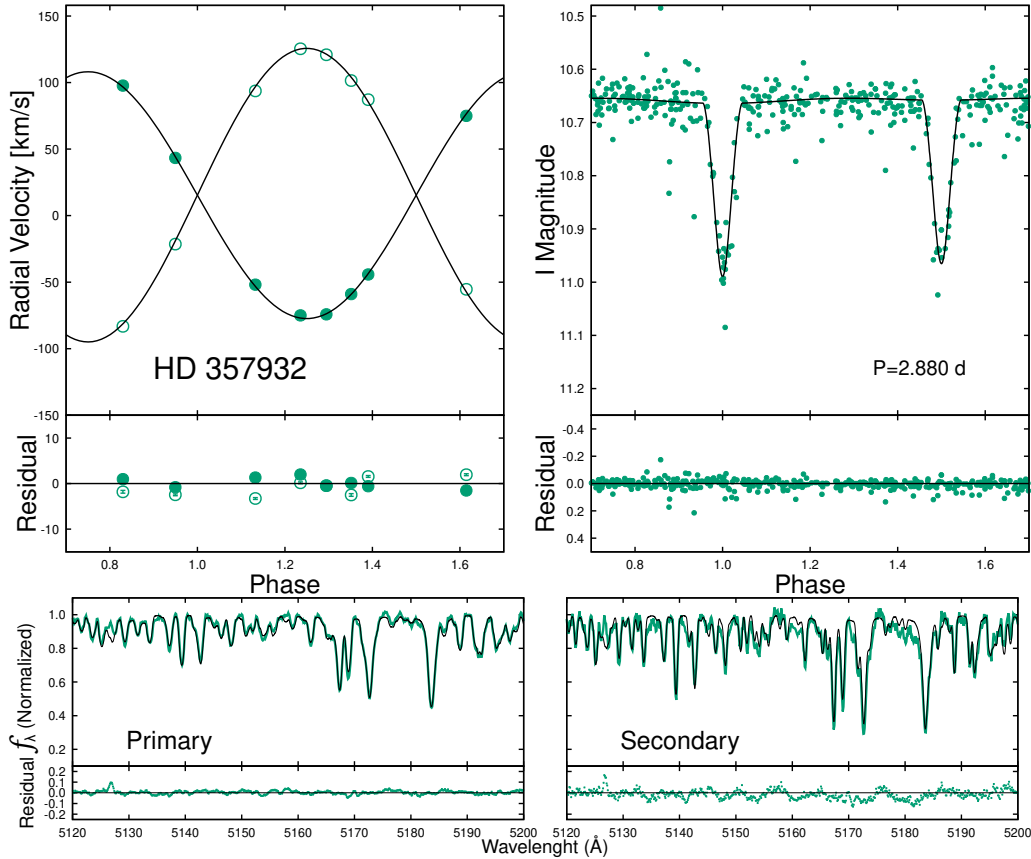 150
100
50
0
-50
-100
-150
Radial Velocity [km/s]
HD 357932
10
0
-10
Residual
0.8 1.0 1.2 1.4 1.6
Phase
10.5
10.6
10.7
10.8
10.9
11.0
11.1
11.2
I Magnitude
P=2.880 d
-0.4
-0.2
0.0
0.2
0.4
Residual
0.8 1.0 1.2 1.4 1.6
Phase
1.0
0.8
0.6
0.4
0.2
Residual fλ (Normalized)
Primary
0.2
0.1
0.0
-0.1
-0.2
5120 5130 5140 5150 5160 5170 5180 5190 5200
Secondary
5120 5130 5140 5150 5160 5170 5180 5190 5200
Wavelenght (Å)